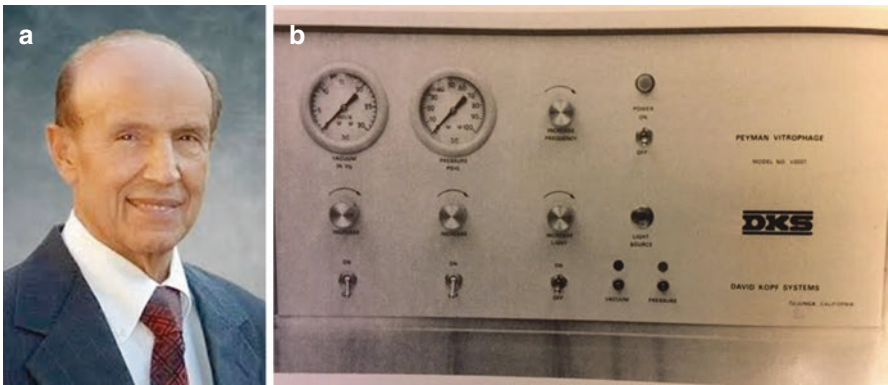 a
b
POWER
ON
OFF
INCREASE
FREQUENCY
VACUUM
IN Hg
PRESSURE
PSIG
PEYMAN VITROPHAGE
MODEL NO
DKS
INCREASE
INCREASE
INCREASE
LIGHT
LIGHT
SOURCE
ON
ON
ON
OFF
VACUUM
PRESSURE
DAVID KOPF SYSTEMS
TUJUNGA, CALIFORNIA